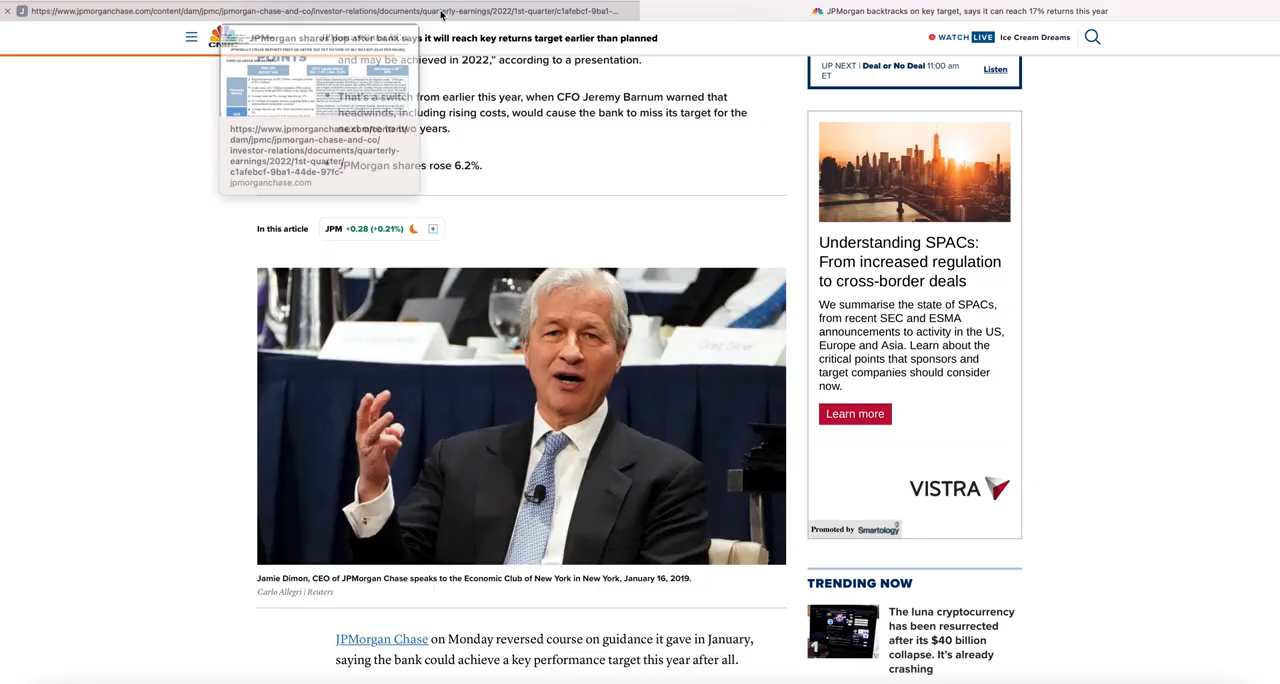 https://www.jpmorganchase.com/content/dam/jpmc/jpmorgan-chase-and-co/investor-relations/documents/quarterly-earnings/2022/1st-quarter/c1afebcf-9ba1-...
JPMorgan backtracks on key target, says it can reach 17% returns this year
JPMorgan shares pop after bank says it will reach key returns target earlier than planned
WATCH LIVE Ice Cream Dreams
POINTS
and may be achieved in 2022,” according to a presentation.
That’s a switch from earlier this year, when CFO Jeremy Barnum warned that
headwinds, including rising costs, would cause the bank to miss its target for the
next one to two years.
JPMorgan shares rose 6.2%.
https://www.jpmorganchase.com/content/
dam/jpmc/jpmorgan-chase-and-co/
investor-relations/documents/quarterly-
earnings/2022/1st-quarter/
c1afebcf-9ba1-44de-97fc-
jpmorganchase.com
UP NEXT | Deal or No Deal 11:00 am
ET
Listen
In this article
JPM +0.28 (+0.21%)
Jamie Dimon, CEO of JPMorgan Chase speaks to the Economic Club of New York in New York, January 16, 2019.
Carlo Allegri | Reuters
JPMorgan Chase on Monday reversed course on guidance it gave in January,
saying the bank could achieve a key performance target this year after all.
Understanding SPACs:
From increased regulation
to cross-border deals
We summarise the state of SPACs,
from recent SEC and ESMA
announcements to activity in the US,
Europe and Asia. Learn about the
critical points that sponsors and
target companies should consider
now.
Learn more
VISTRA
Promoted by Smartology
TRENDING NOW
1
The luna cryptocurrency
has been resurrected
after its $40 billion
collapse. It’s already
crashing